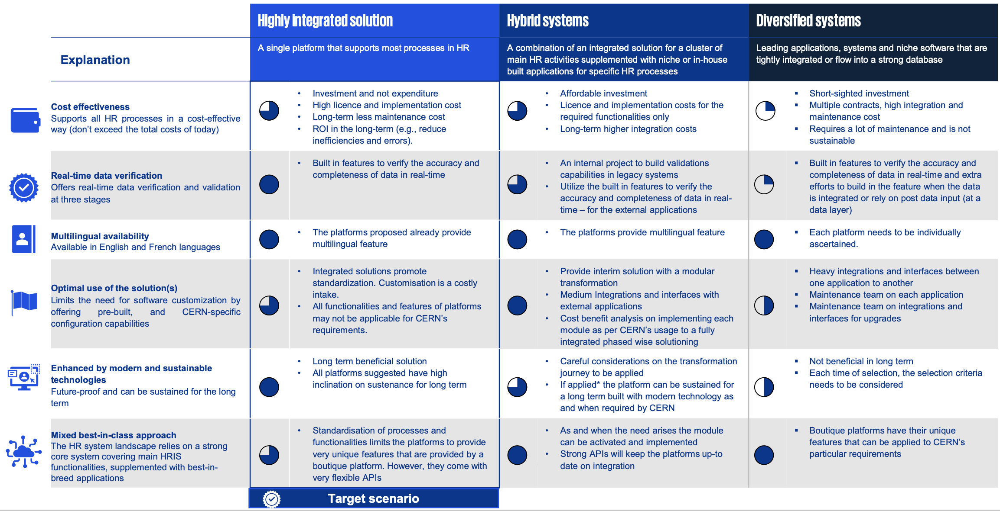 Highly integrated solution
Hybrid systems
Diversified systems
Explanation
A single platform that supports most processes in HR
A combination of an integrated solution for a cluster of
main HR activities supplemented with niche or in-house
built applications for specific HR processes
Leading applications, systems and niche software that are
tightly integrated or flow into a strong database
Cost effectiveness
Supports all HR processes in a cost-effective
way (don’t exceed the total costs of today)
• Investment and not expenditure
• High licence and implementation cost
• Long-term less maintenance cost
• ROI in the long-term (e.g., reduce
inefficiencies and errors).
• Affordable investment
• Licence and implementation costs for the
required functionalities only
• Long-term higher integration costs
▪ Short-sighted investment
▪ Multiple contracts, high integration and
maintenance cost
▪ Requires a lot of maintenance and is not
sustainable
Real-time data verification
Offers real-time data verification and validation
at three stages
• Built in features to verify the accuracy and
completeness of data in real-time
• An internal project to build validations
capabilities in legacy systems
• Utilize the built in features to verify the
accuracy and completeness of data in real-
time – for the external applications
▪ Built in features to verify the accuracy and
completeness of data in real-time and extra
efforts to build in the feature when the data
is integrated or rely on post data input (at a
data layer)
Multilingual availability
Available in English and French languages
• The platforms proposed already provide
multilingual feature
• The platforms provide multilingual feature
▪ Each platform needs to be individually
ascertained.
Optimal use of the solution(s)
Limits the need for software customization by
offering pre-built, and CERN-specific
configuration capabilities
• Integrated solutions promote
standardization. Customisation is a costly
intake.
• All functionalities and features of platforms
may not be applicable for CERN’s
requirements.
• Provide interim solution with a modular
transformation
• Medium Integrations and interfaces with
external applications
• Cost benefit analysis on implementing each
module as per CERN’s usage to a fully
integrated phased wise solutioning
▪ Heavy integrations and interfaces between
one application to another
▪ Maintenance team on each application
▪ Maintenance team on integrations and
interfaces for upgrades
Enhanced by modern and sustainable
technologies
Future-proof and can be sustained for the long
term
• Long term beneficial solution
• All platforms suggested have high
inclination on sustenance for long term
• Careful considerations on the transformation
journey to be applied
• If applied* the platform can be sustained for
a long term built with modern technology as
and when required by CERN
▪ Not beneficial in long term
▪ Each time of selection, the selection criteria
needs to be considered
Mixed best-in-class approach
The HR system landscape relies on a strong
core system covering main HRIS
functionalities, supplemented with best-in-
breed applications
• Standardisation of processes and
functionalities limits the platforms to provide
very unique features that are provided by a
boutique platform. However, they come with
very flexible APIs
• As and when the need arises the module
can be activated and implemented
• Strong APIs will keep the platforms up-to
date on integration
▪ Boutique platforms have their unique
features that can be applied to CERN’s
particular requirements
Target scenario